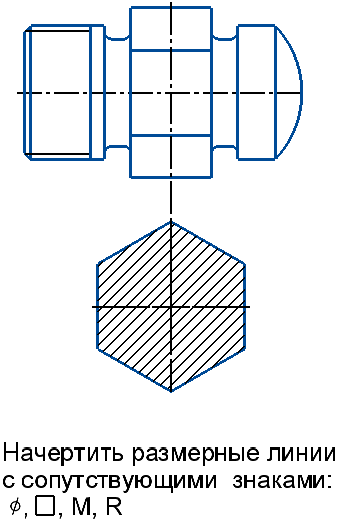 Начертить размерные линии
с сопутствующими знаками:
⌀, □, М, R